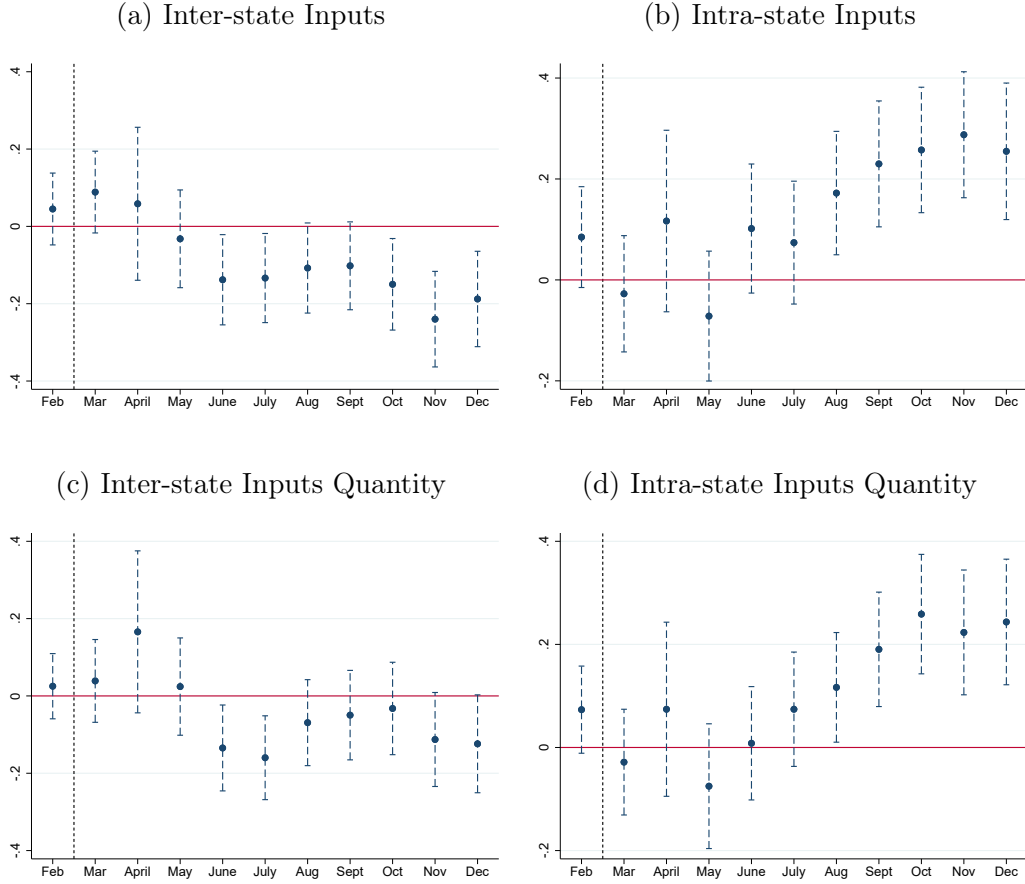 (a) Inter-state Inputs
.4
.2
0
-.2
-.4
Feb Mar April May June July Aug Sept Oct Nov Dec
(b) Intra-state Inputs
.4
.2
0
-.2
Feb Mar April May June July Aug Sept Oct Nov Dec
(c) Inter-state Inputs Quantity
.4
.2
0
-.2
-.4
Feb Mar April May June July Aug Sept Oct Nov Dec
(d) Intra-state Inputs Quantity
.4
.2
0
-.2
Feb Mar April May June July Aug Sept Oct Nov Dec